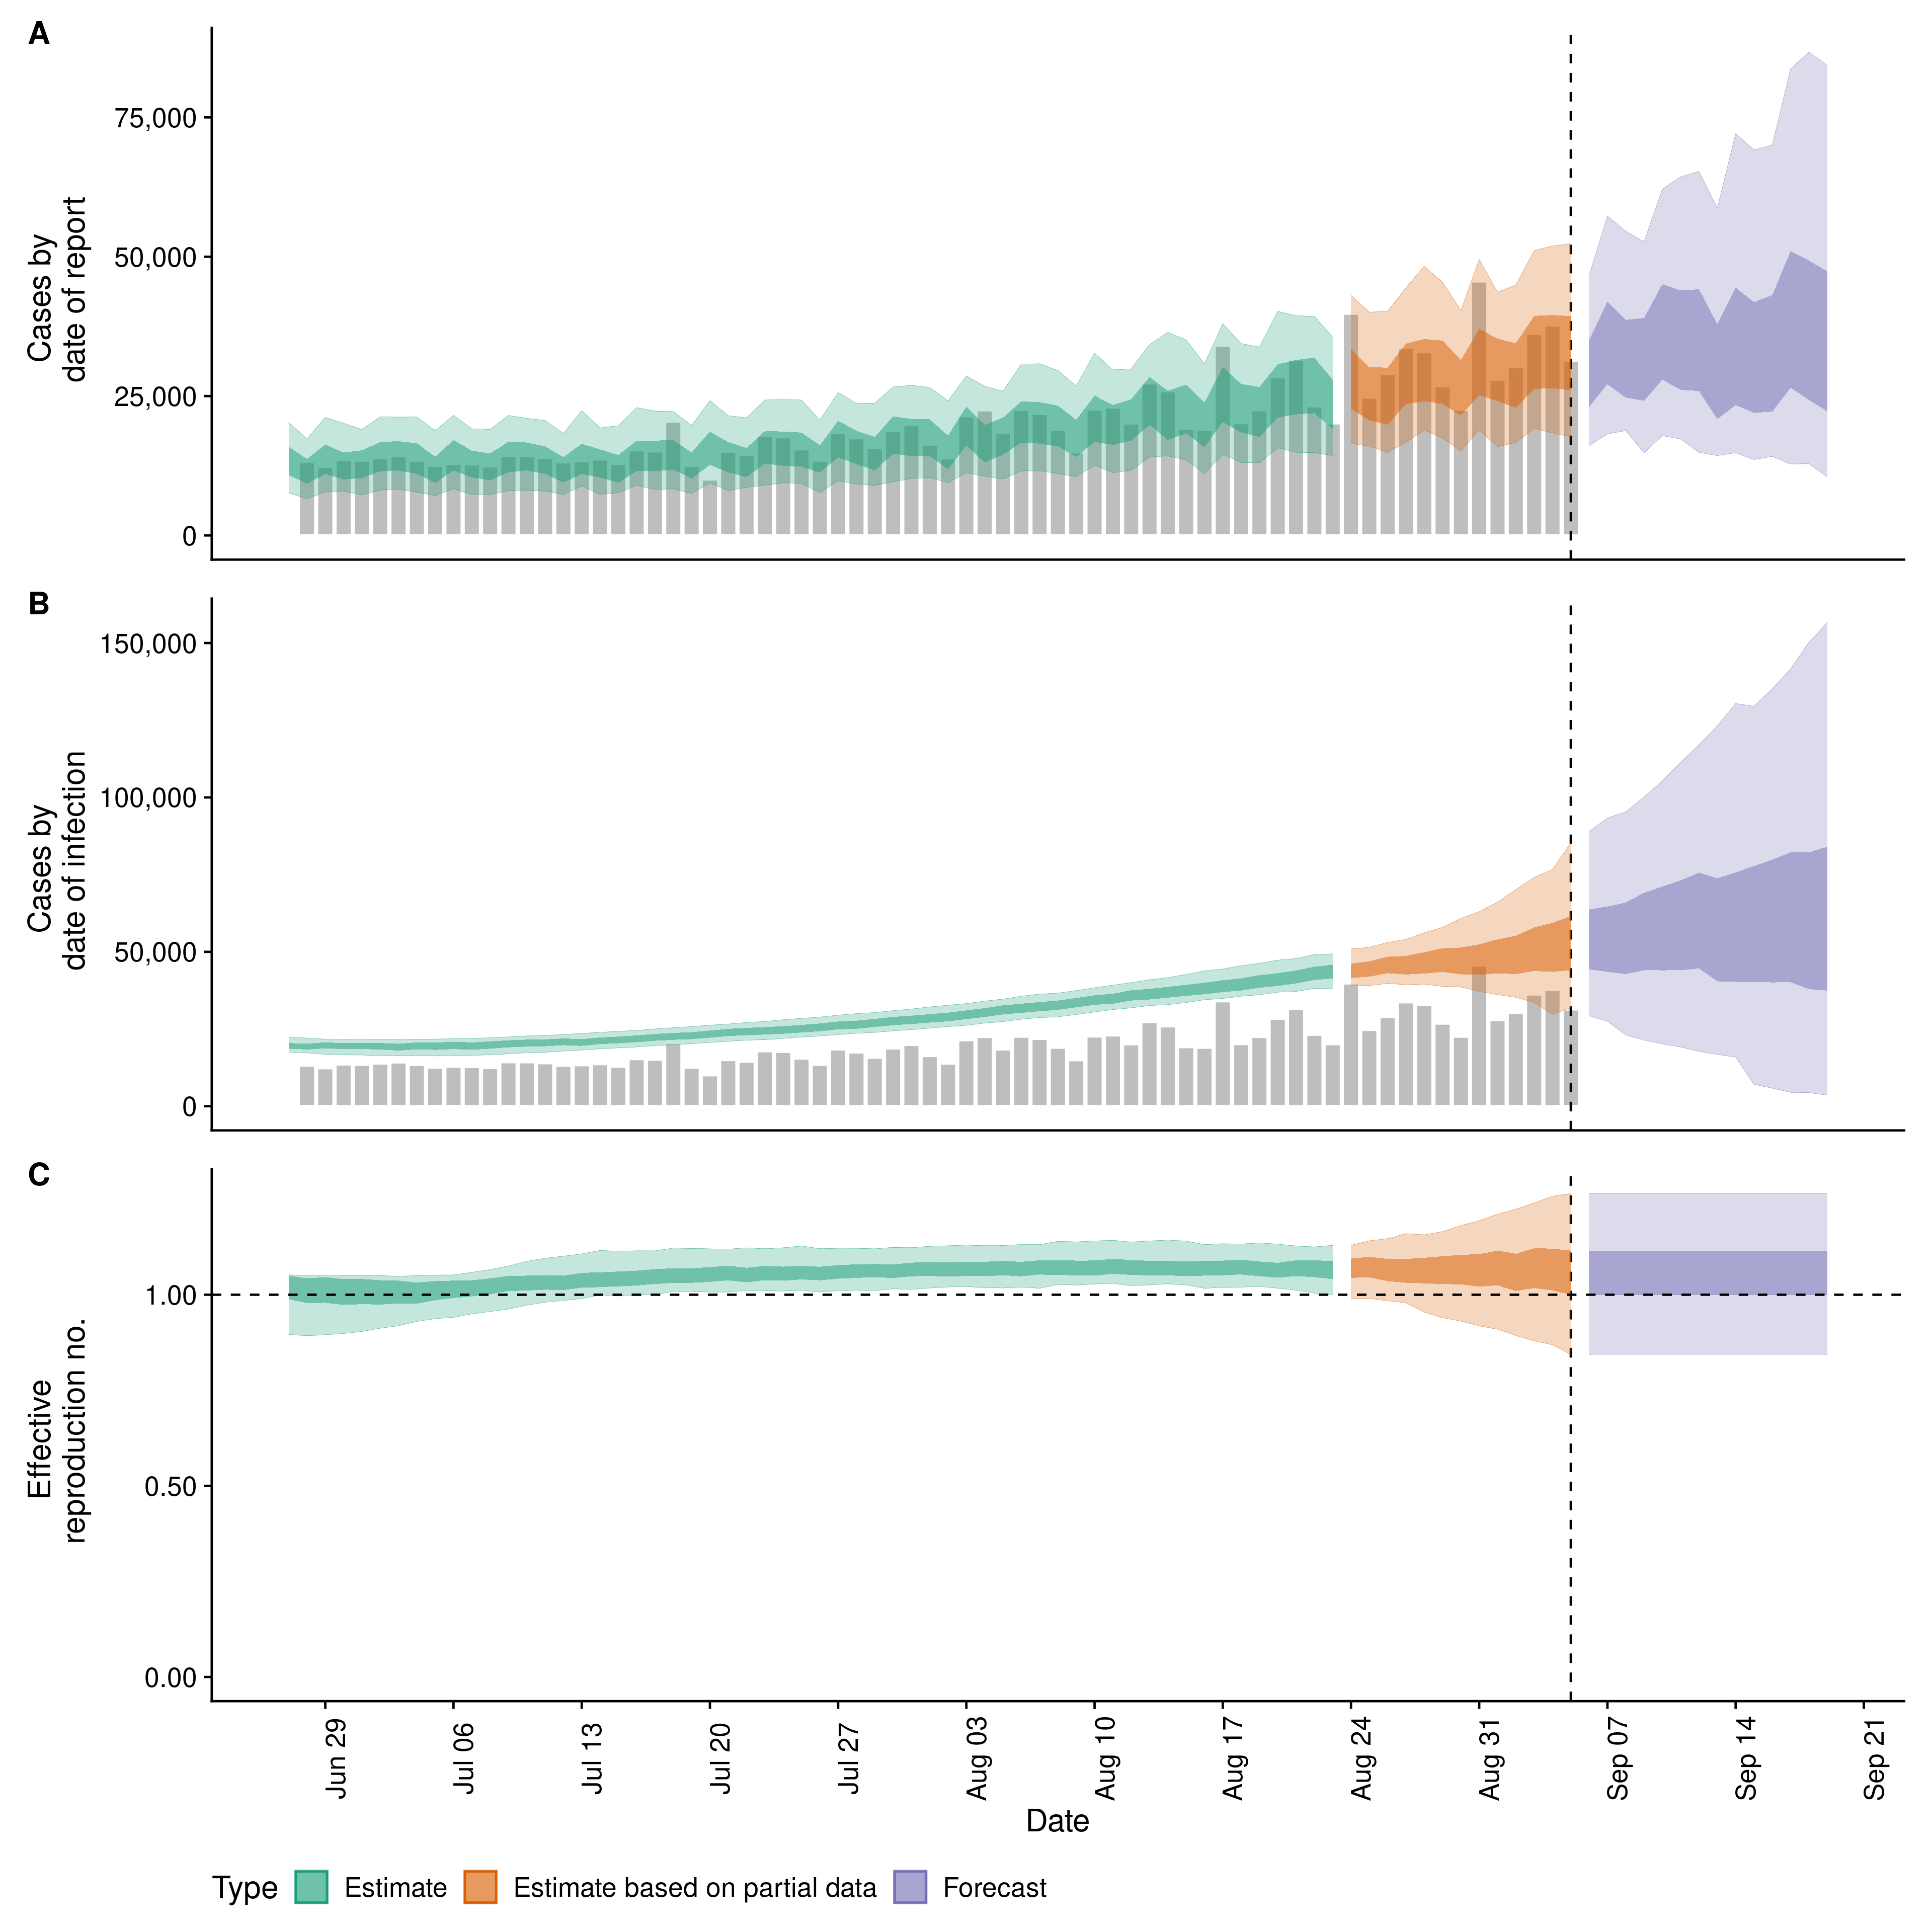 A
Cases by
date of report
75,000
50,000
25,000
0
B
Cases by
date of infection
150,000
100,000
50,000
0
C
Effective
reproduction no.
1.00
0.50
0.00
Jun 29
Jul 06
Jul 13
Jul 20
Jul 27
Aug 03
Aug 10
Aug 17
Aug 24
Aug 31
Sep 07
Sep 14
Sep 21
Date
Type Estimate Estimate based on partial data Forecast